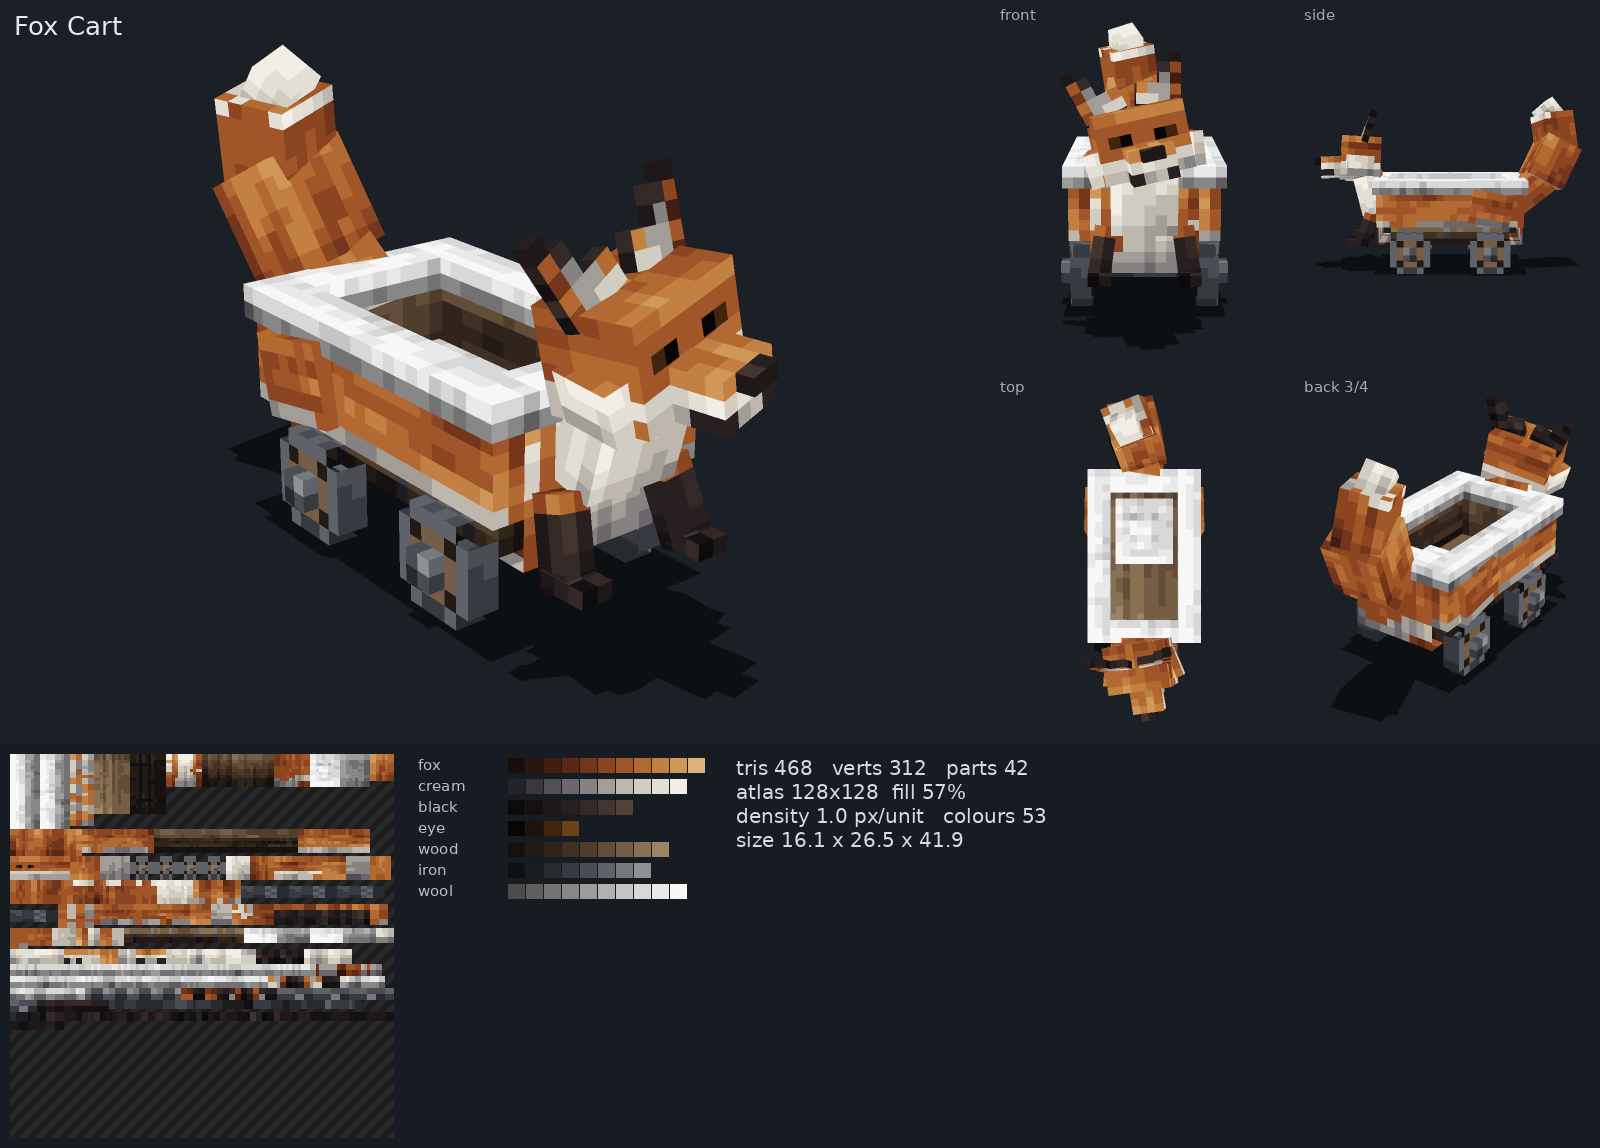 Fox Cart
front
side
top
back 3/4
fox
cream
black
eye
wood
iron
wool
tris 468   verts 312   parts 42
atlas 128x128  fill 57%
density 1.0 px/unit   colours 53
size 16.1 x 26.5 x 41.9